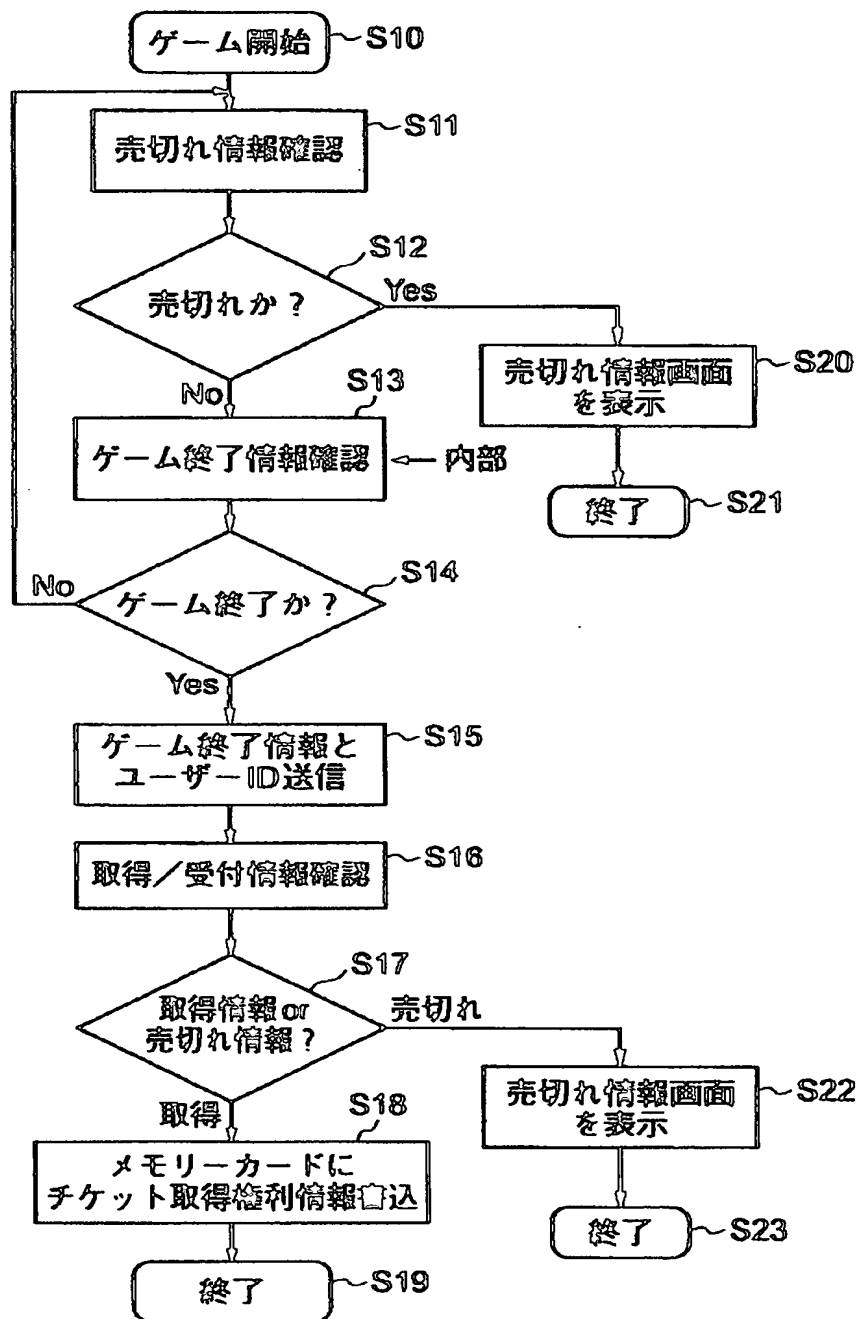 ゲーム開始
S10
売切れ情報確認
S11
売切れか？
S12
Yes
No
売切れ情報画面
を表示
S20
終了
S21
S13
ゲーム終了情報確認
内部
ゲーム終了か？
S14
No
Yes
ゲーム終了情報と
ユーザーID送信
S15
取得／受付情報確認
S16
取得情報or
売切れ情報？
S17
売切れ
取得
売切れ情報画面
を表示
S22
終了
S23
S18
メモリーカードに
チケット取得権利情報書込
終了
S19